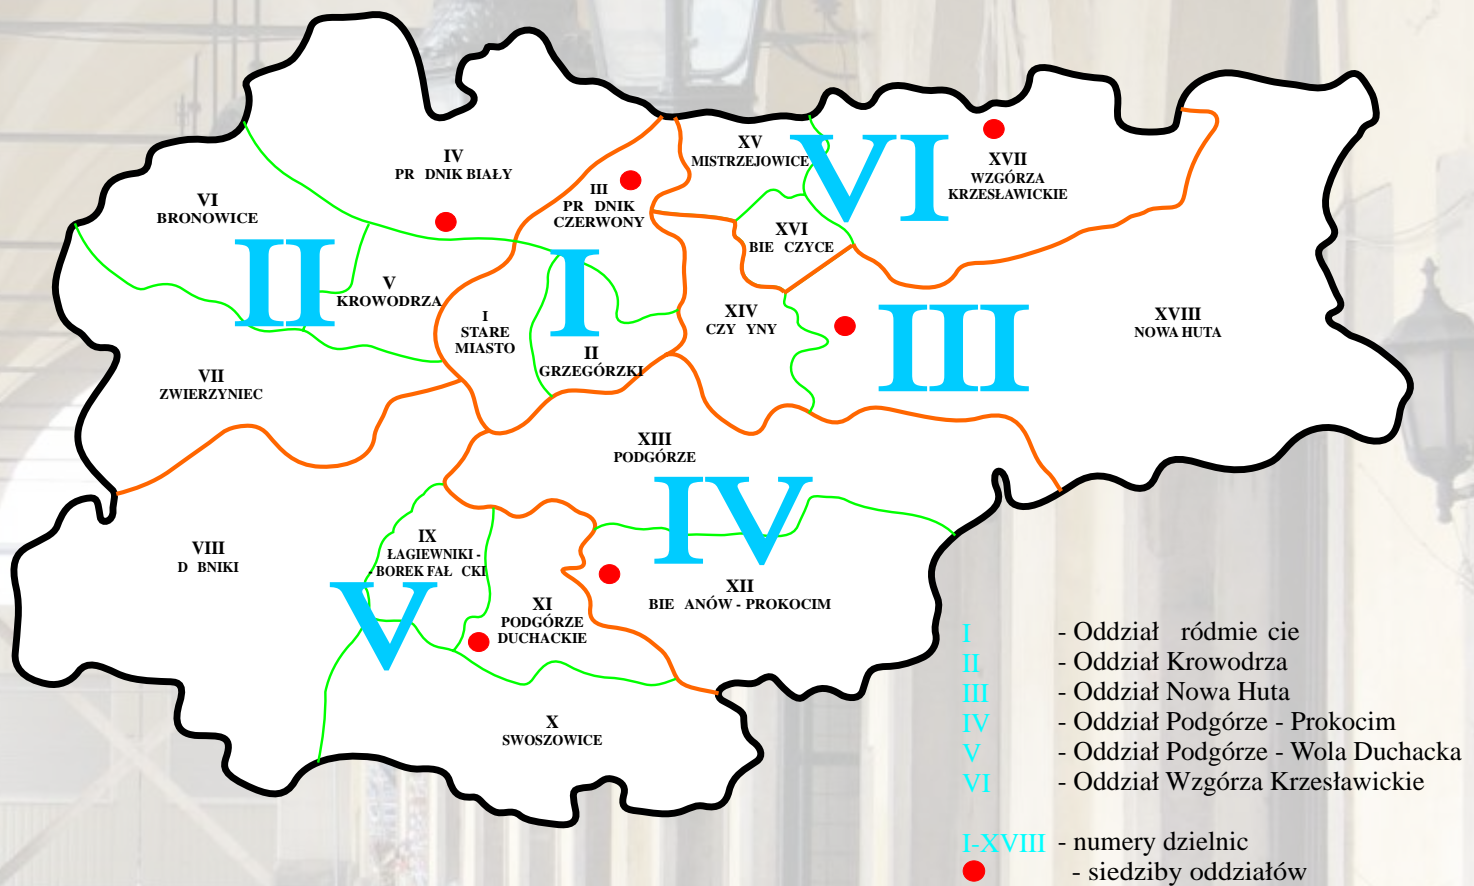 IV
PR DNIK BIAŁY
VI
BRONOWICE
II
V
KROWODRZA
VII
ZWIERZYNIEC
III
PR DNIK
CZERWONY
I
I
STARE
MIASTO
II
GRZEGÓRZKI
XV
MISTRZEJOWICE
VI
XVII
WZGÓRZA
KRZESŁAWICKIE
XVI
BIE CZYCE
XIV
CZY YNY
III
XVIII
NOWA HUTA
XIII
PODGÓRZE
IV
VIII
D BNIKI
IX
ŁAGIEWNIKI -
- BOREK FAŁ CKI
V
XI
PODGÓRZE
DUCHACKIE
XII
BIE ANÓW - PROKOCIM
X
SWOSZOWICE
I - Oddział ródmie cie
II - Oddział Krowodrza
III - Oddział Nowa Huta
IV - Oddział Podgórze - Prokocim
V - Oddział Podgórze - Wola Duchacka
VI - Oddział Wzgórza Krzesławickie
I-XVIII - numery dzielnic
- siedziby oddziałów